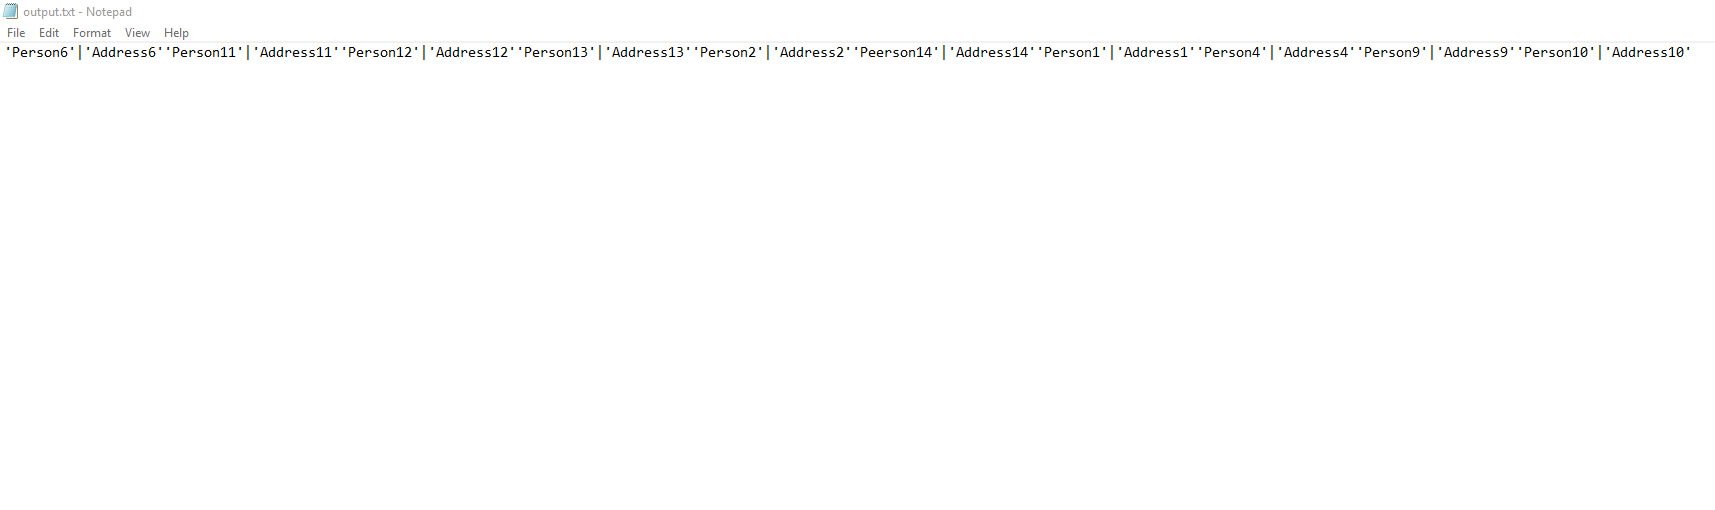 output.txt - Notepad
File Edit Format View Help
'Person6'|'Address6''Person11'|'Address11''Person12'|'Address12''Person13'|'Address13''Person2'|'Address2''Peerson14'|'Address14''Person1'|'Address1''Person4'|'Address4''Person9'|'Address9''Person10'|'Address10'